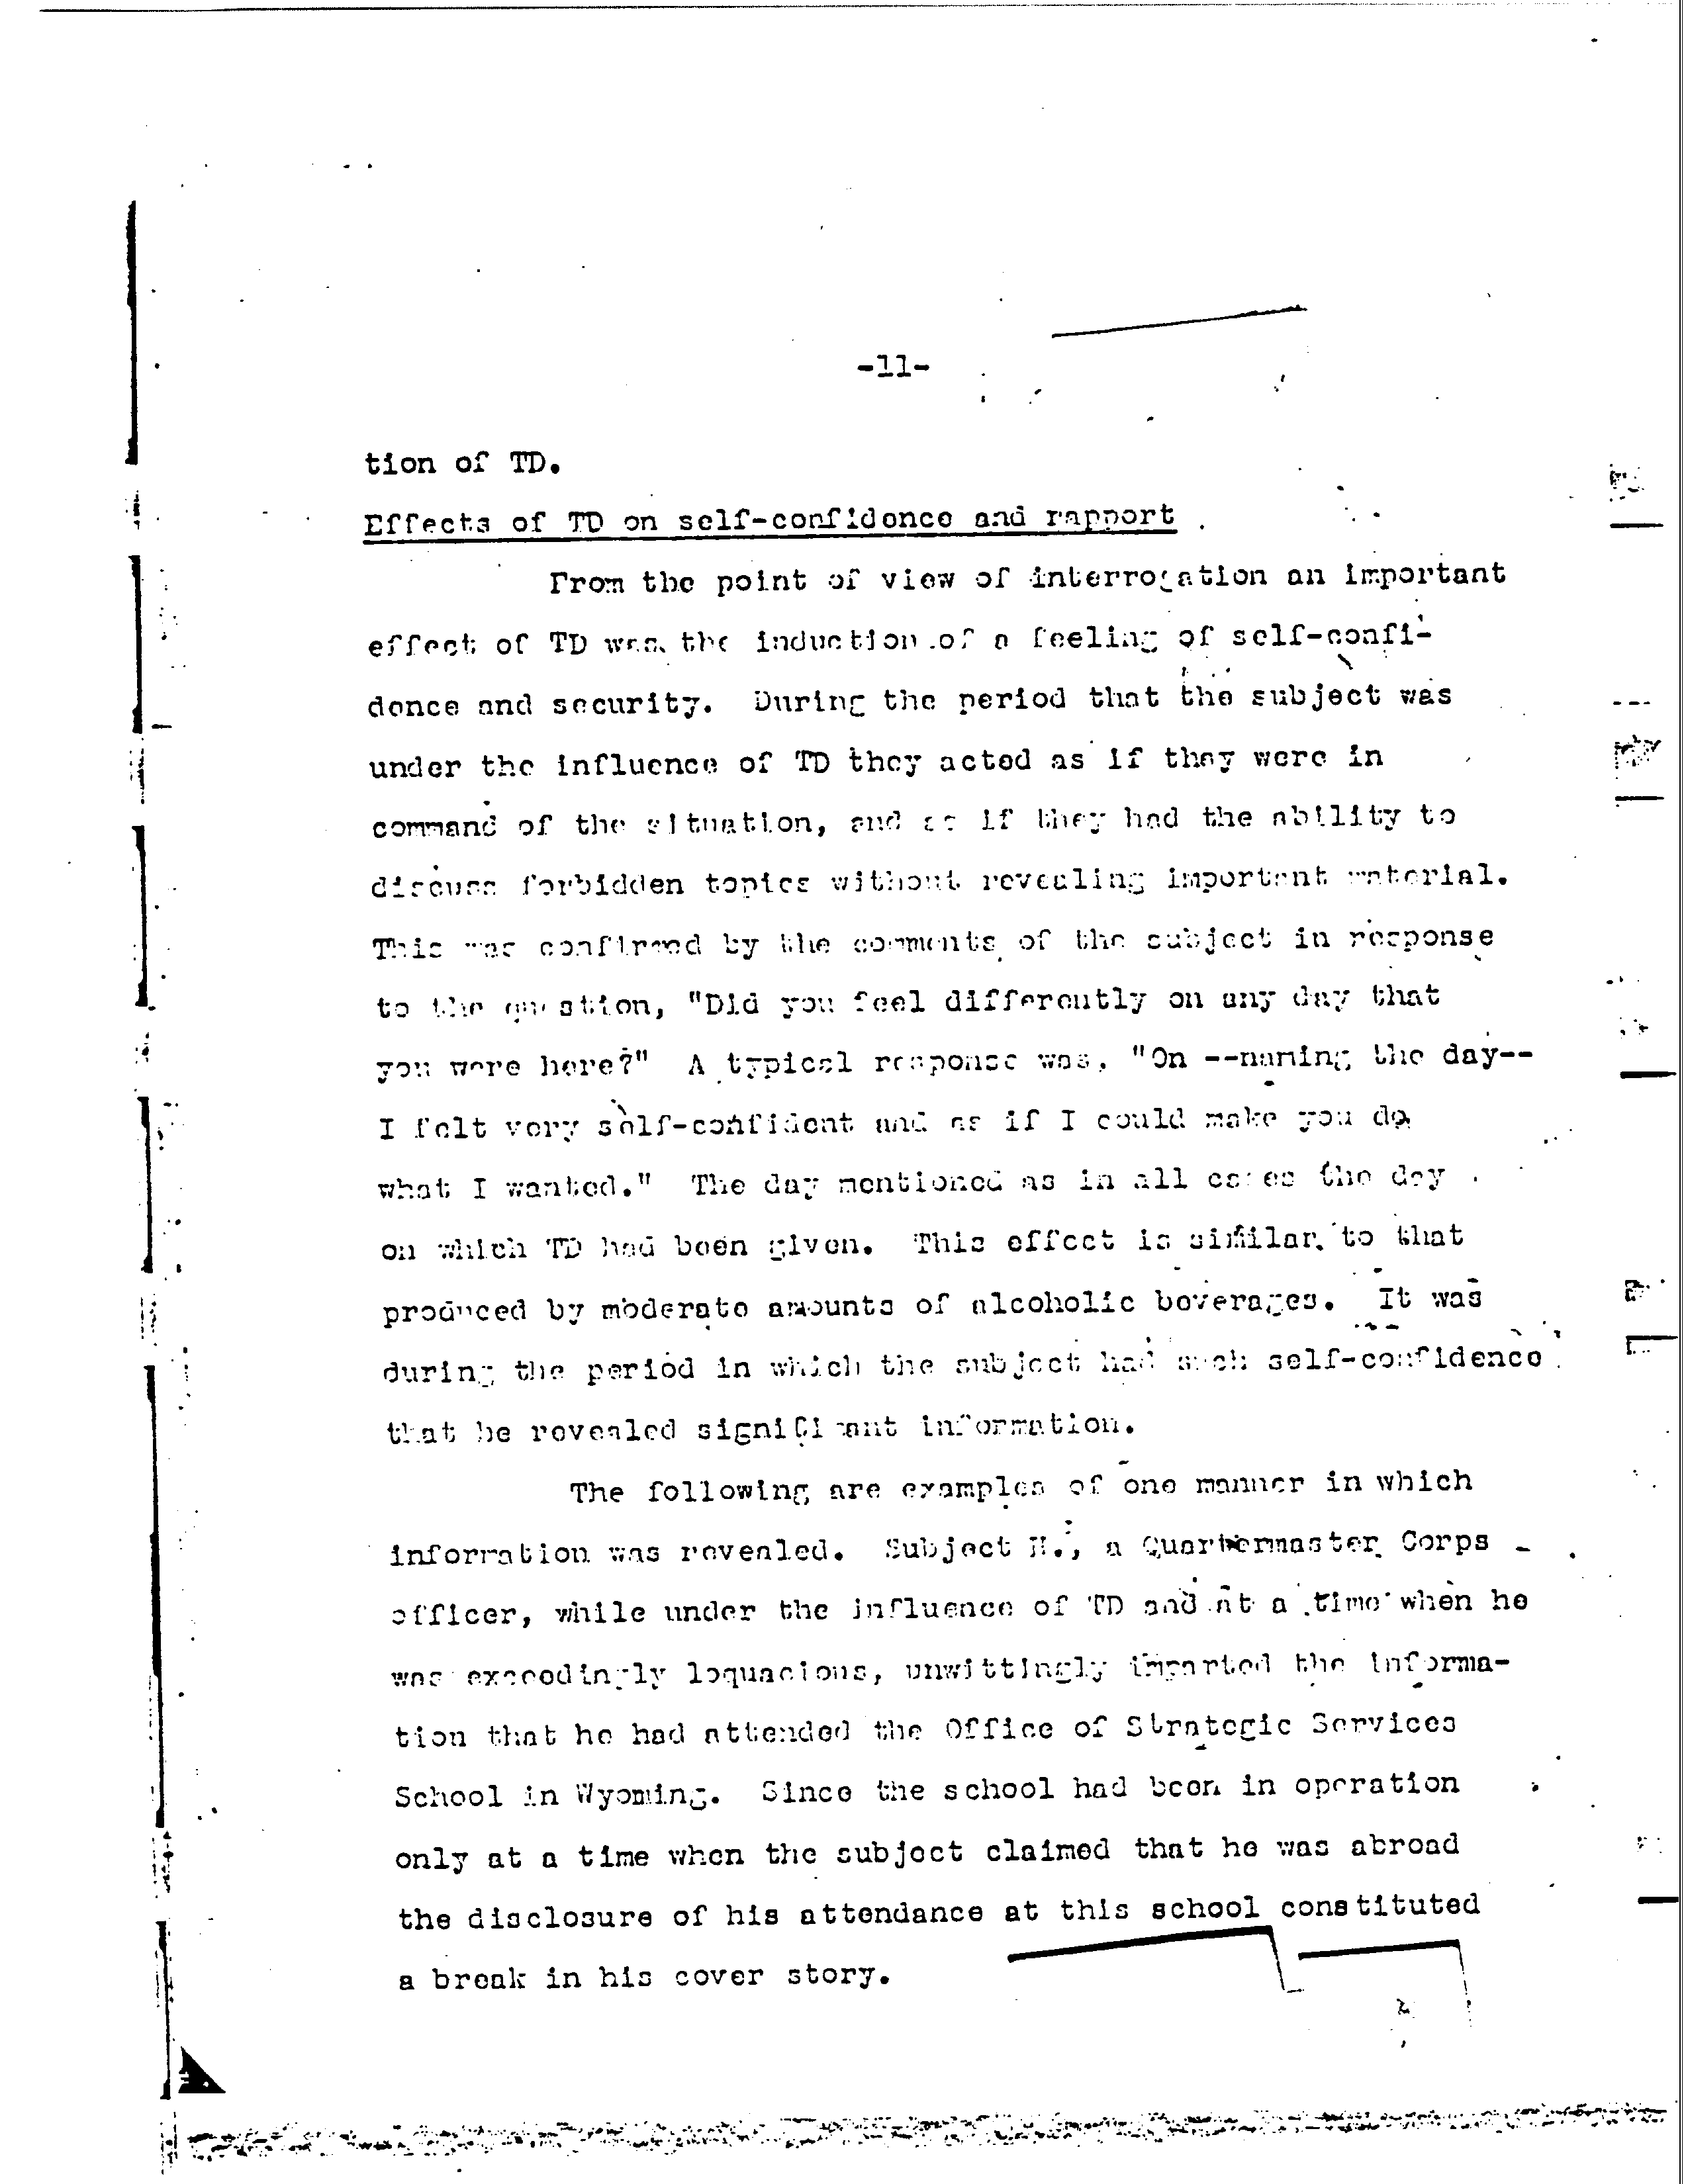 -11-
tion of TD.
Effects of TD on self-confidence and rapport
From the point of view of interrogation an important
effect of TD was the induction of a feeling of self-confi-
dence and security. During the period that the subject was
under the influence of TD they acted as if they were in
command of the situation, and as if they had the ability to
discuss forbidden topics without revealing important material.
This was confirmed by the comments of the subject in response
to the question, "Did you feel differently on any day that
you were here?" A typical response was, "On --naming the day--
I felt very self-confident and as if I could make you do
what I wanted." The day mentioned as in all cases the day
on which TD had been given. This effect is similar to that
produced by moderate amounts of alcoholic beverages. It was
during the period in which the subject had such self-confidence
that he revealed significant information.
The following are examples of one manner in which
information was revealed. Subject H., a Quartermaster Corps
officer, while under the influence of TD and at a time when he
was exceedingly loquacious, unwittingly imparted the informa-
tion that he had attended the Office of Strategic Services
School in Wyoming. Since the school had been in operation
only at a time when the subject claimed that he was abroad
the disclosure of his attendance at this school constituted
a break in his cover story.